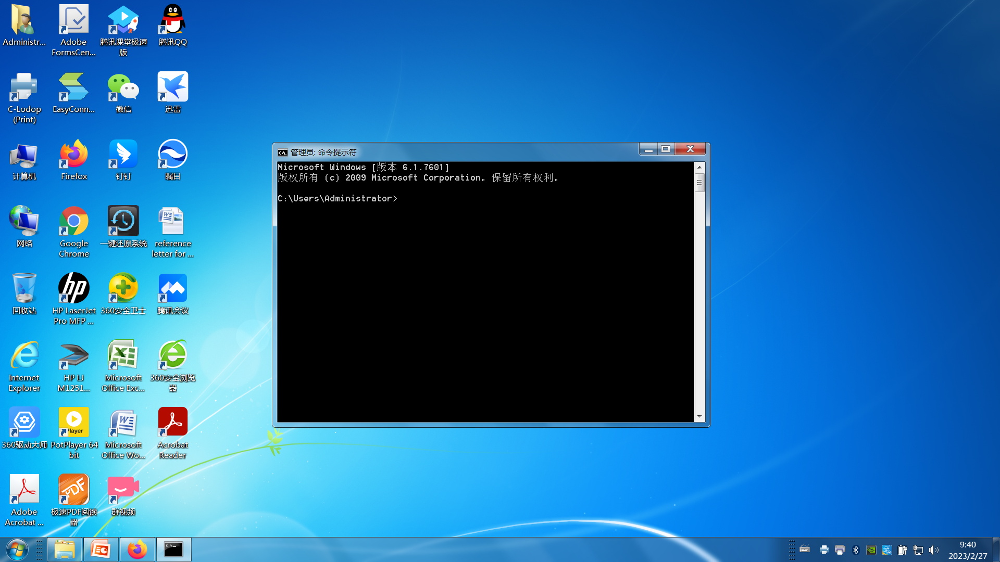 Administr...
Adobe
FormsCen...
腾讯课堂极速
版
腾讯QQ
C-Lodop
(Print)
EasyConn...
微信
迅雷
计算机
Firefox
钉钉
瞩目
网络
Google
Chrome
一键还原系统
reference
letter for ...
回收站
HP LaserJet
Pro MFP ...
360安全卫士
腾讯会议
Internet
Explorer
HP LJ
M1251...
Microsoft
Office Exc...
360安全浏览
器
360驱动大师
PotPlayer 64
bit
Microsoft
Office Wo...
Acrobat
Reader
Adobe
Acrobat ...
极速PDF阅读
器
群视频
管理员: 命令提示符
Microsoft Windows [版本 6.1.7601]
版权所有 (c) 2009 Microsoft Corporation。保留所有权利。
C:\Users\Administrator>
9:40
2023/2/27